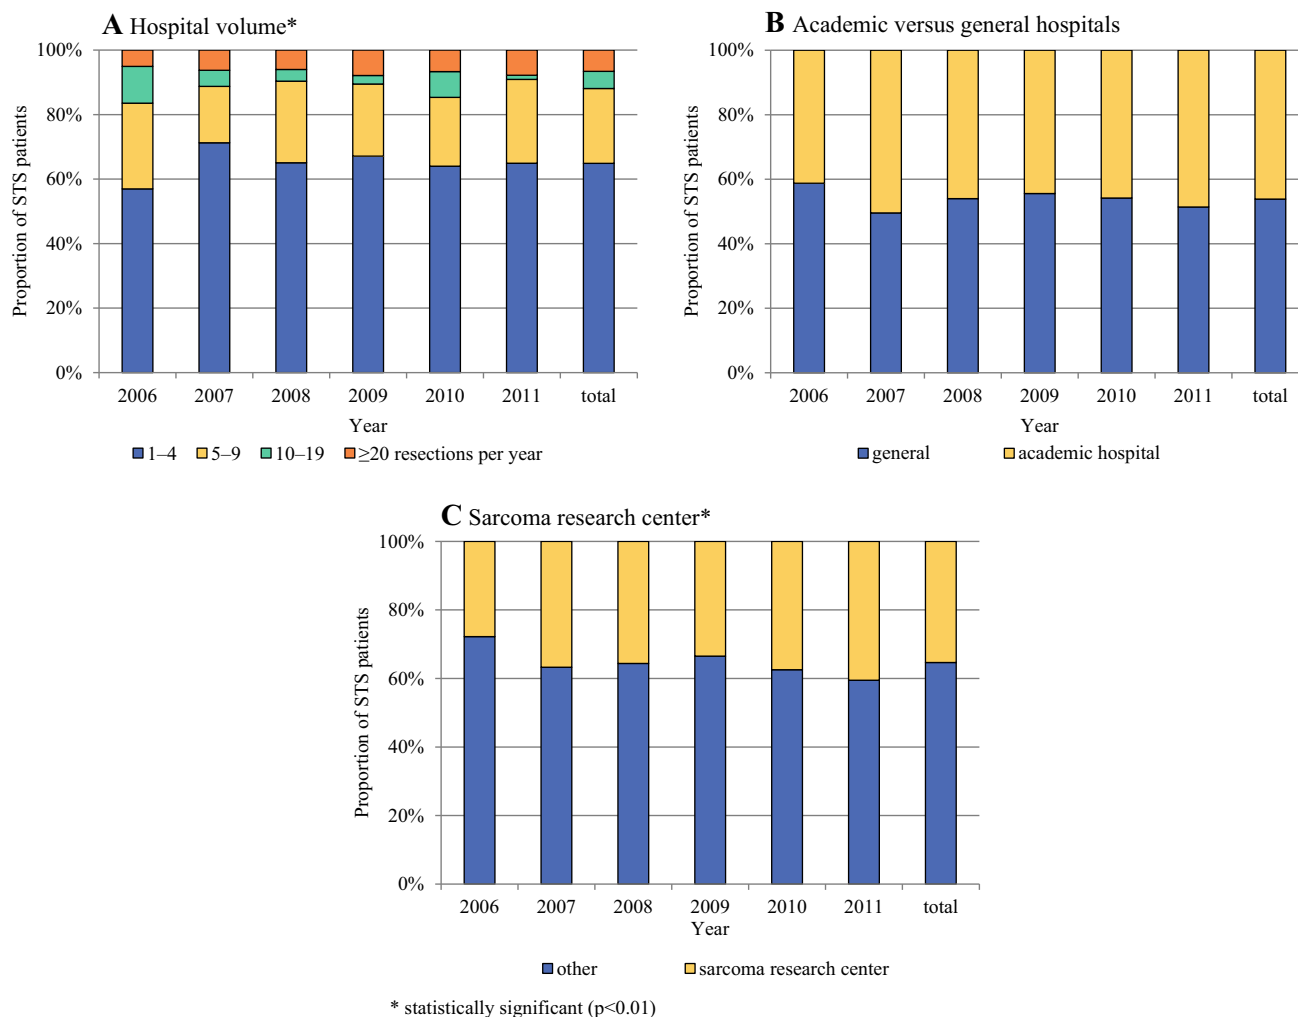 A Hospital volume*
100%
80%
60%
40%
20%
0%
Proportion of STS patients
2006 2007 2008 2009 2010 2011 total
Year
1–4 5–9 10–19 ≥20 resections per year
B Academic versus general hospitals
100%
80%
60%
40%
20%
0%
Proportion of STS patients
2006 2007 2008 2009 2010 2011 total
Year
general academic hospital
C Sarcoma research center*
100%
80%
60%
40%
20%
0%
Proportion of STS patients
2006 2007 2008 2009 2010 2011 total
Year
other sarcoma research center
* statistically significant (p<0.01)